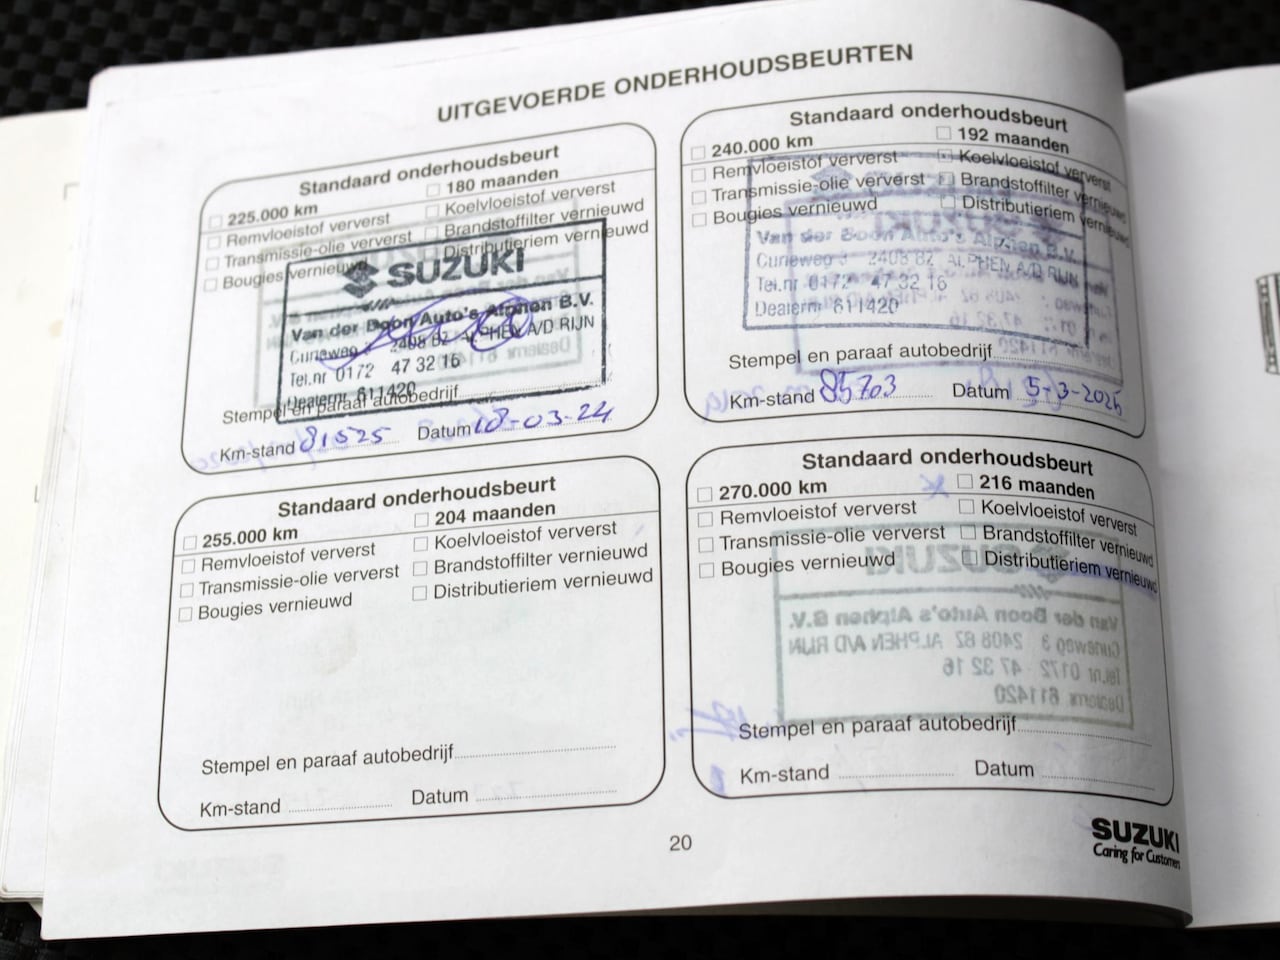 UITGEVOERDE ONDERHOUDSBEURTEN
Standaard onderhoudsbeurt
225.000 km 180 maanden
Remvloeistof ververst Koelvloeistof ververst
Transmissie-olie ververst Brandstoffilter vernieuwd
Bougies vernieuwd Distributieriem vernieuwd
SUZUKI
Van der Boon Auto's Alphen B.V.
Curieweg 2408 BZ ALPHEN A/D RIJN
Tel.nr 0172 47 32 16
Dealernr 611420
Stempel en paraaf autobedrijf
Km-stand 81525 Datum 18-03-24
Standaard onderhoudsbeurt
240.000 km 192 maanden
Remvloeistof ververst Koelvloeistof ververst
Transmissie-olie ververst Brandstoffilter vernieuwd
Bougies vernieuwd Distributieriem vernieuwd
Van der Boon Auto's Alphen B.V.
Curieweg 3 2408 BZ ALPHEN A/D RIJN
Tel.nr 0172 47 32 16
Dealernr 611420
Stempel en paraaf autobedrijf
Km-stand 85703 Datum 5-3-2026
Standaard onderhoudsbeurt
255.000 km 204 maanden
Remvloeistof ververst Koelvloeistof ververst
Transmissie-olie ververst Brandstoffilter vernieuwd
Bougies vernieuwd Distributieriem vernieuwd
Stempel en paraaf autobedrijf
Km-stand Datum
Standaard onderhoudsbeurt
270.000 km 216 maanden
Remvloeistof ververst Koelvloeistof ververst
Transmissie-olie ververst Brandstoffilter vernieuwd
Bougies vernieuwd Distributieriem vernieuwd
Stempel en paraaf autobedrijf
Km-stand Datum
20
SUZUKI
Caring for Customers